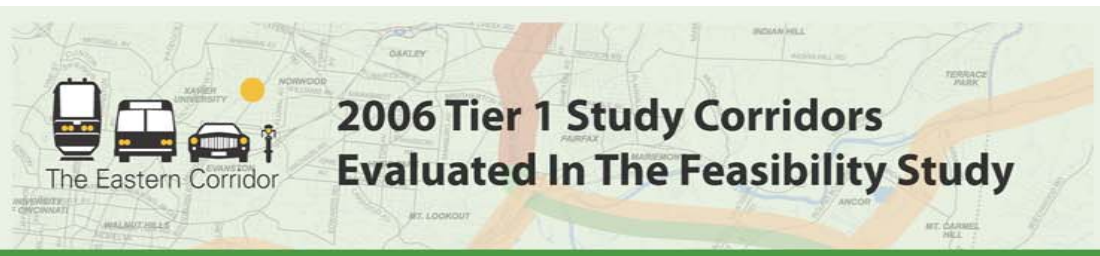 INDIAN HILL
OAKLEY
TERRACE
PARK
NORWOOD
XAVIER
UNIVERSITY
2006 Tier 1 Study Corridors
FAIRFAX
MARIEMONT
EVANSTON
The Eastern Corridor
Evaluated In The Feasibility Study
UNIVERSITY
CINCINNATI
ANCOR
MT. LOOKOUT
WALNUT HILLS
MT. CARMEL
HILL